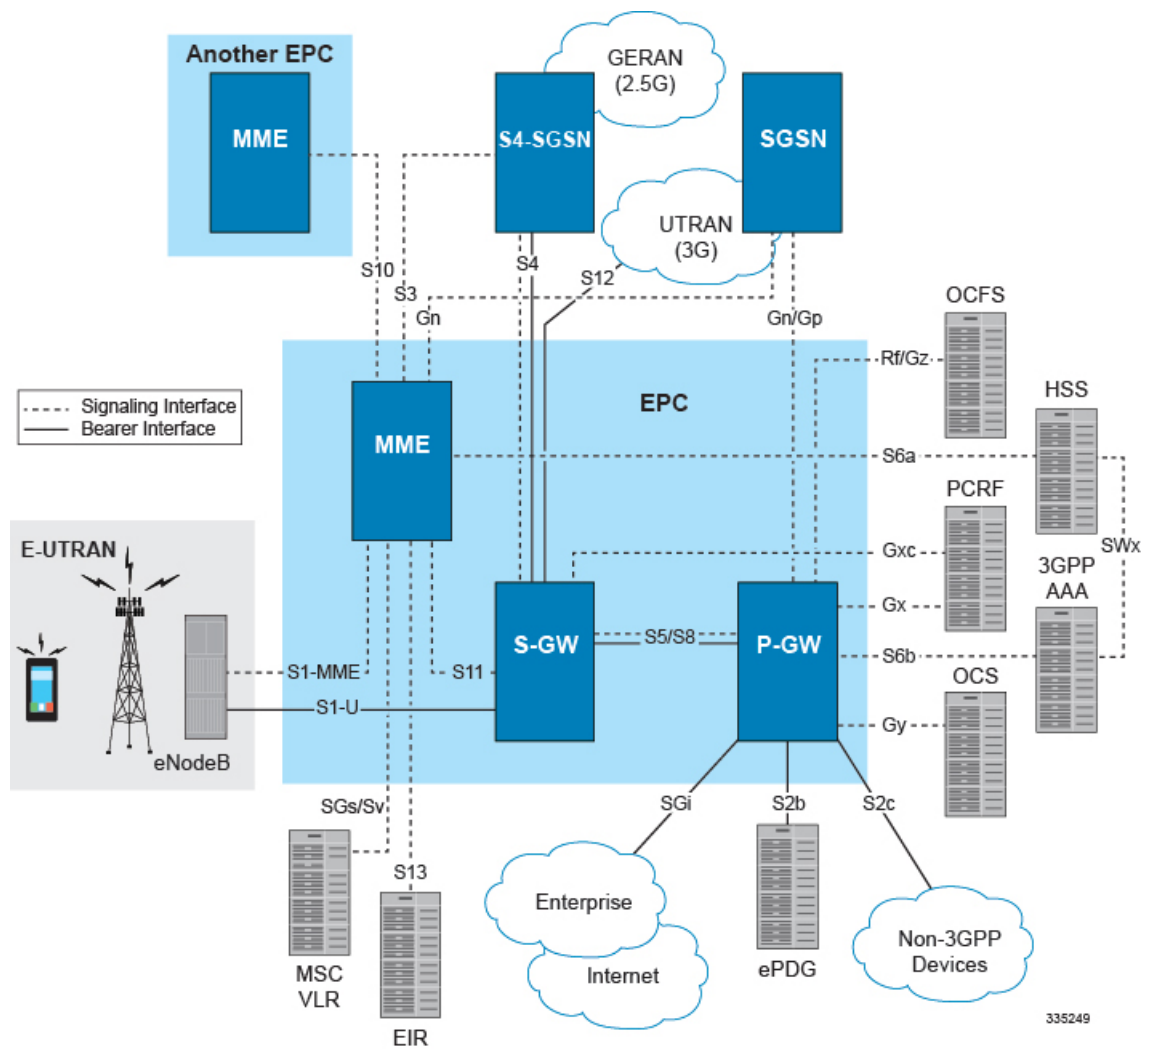 Another EPC
MME
GERAN
(2.5G)
S4-SGSN
SGSN
UTRAN
(3G)
S10
S3
Gn
S4
S12
Gn/Gp
OCFS
Rf/Gz
HSS
Signaling Interface
Bearer Interface
EPC
MME
S6a
PCRF
Gxc
SWx
E-UTRAN
3GPP
AAA
Gx
S-GW
S5/S8
P-GW
S6b
S1-MME
S11
OCS
S1-U
Gy
eNodeB
SGs/Sv
SGi
S2b
S2c
S13
Enterprise
Internet
MSC
VLR
ePDG
Non-3GPP
Devices
EIR
335249